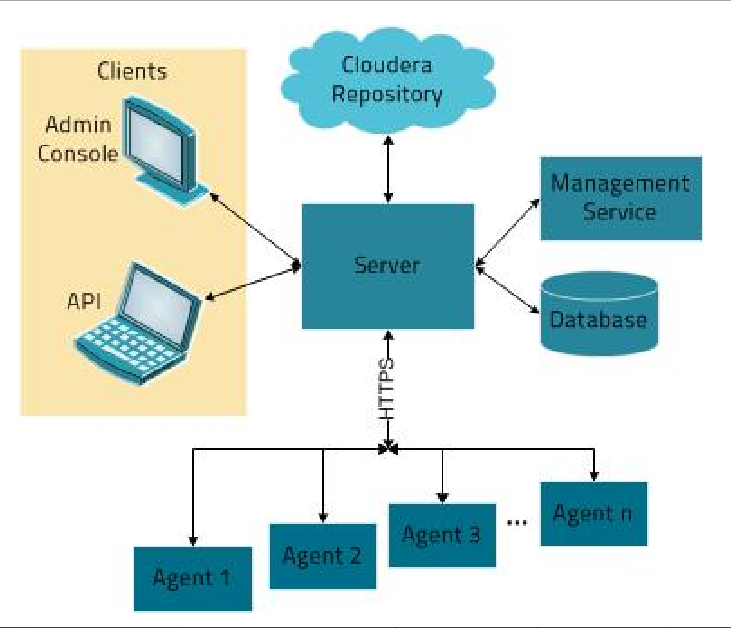 Clients
Admin
Console
API
Cloudera
Repository
Server
Management
Service
Database
HTTPS
Agent 1
Agent 2
Agent 3
...
Agent n